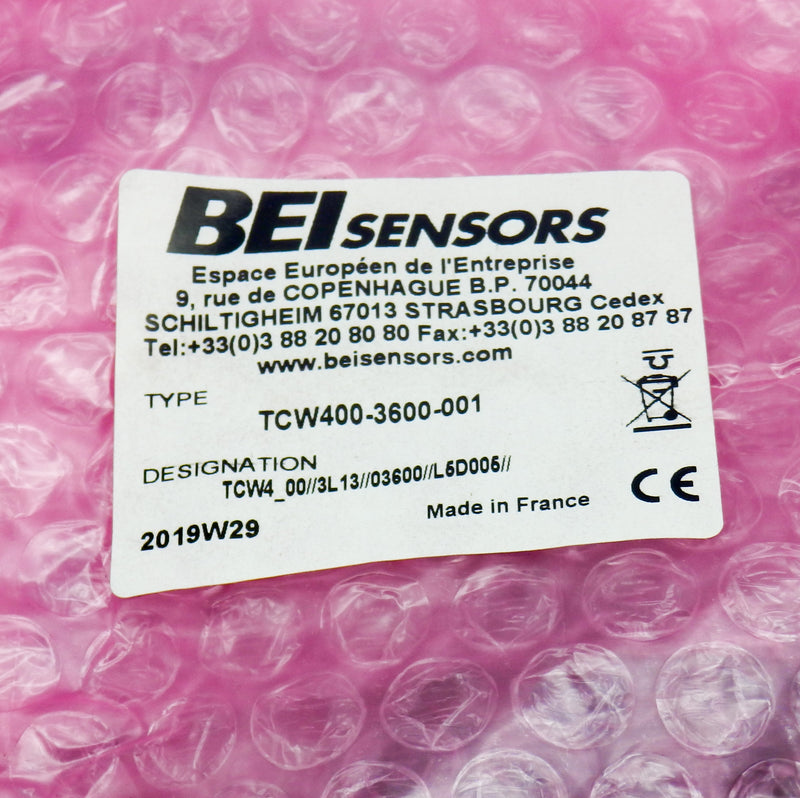 BEI SENSORS
Espace Européen de l'Entreprise
9, rue de COPENHAGUE B.P. 70044
SCHILTIGHEIM 67013 STRASBOURG Cedex
Tel:+33(0)3 88 20 80 80 Fax:+33(0)3 88 20 87 87
www.beisensors.com
TYPE
TCW400-3600-001
DESIGNATION
TCW4_00//3L13//03600//L5D005//
2019W29
Made in France
CE